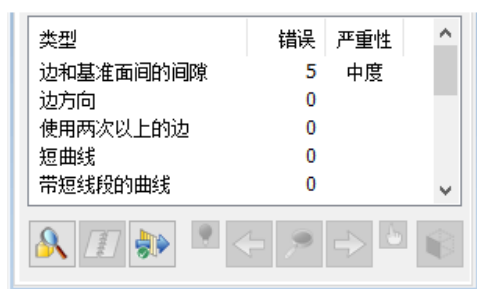 类型 错误 严重性
边和基准面间的间隙 5 中度
边方向 0
使用两次以上的边 0
短曲线 0
带短线段的曲线 0